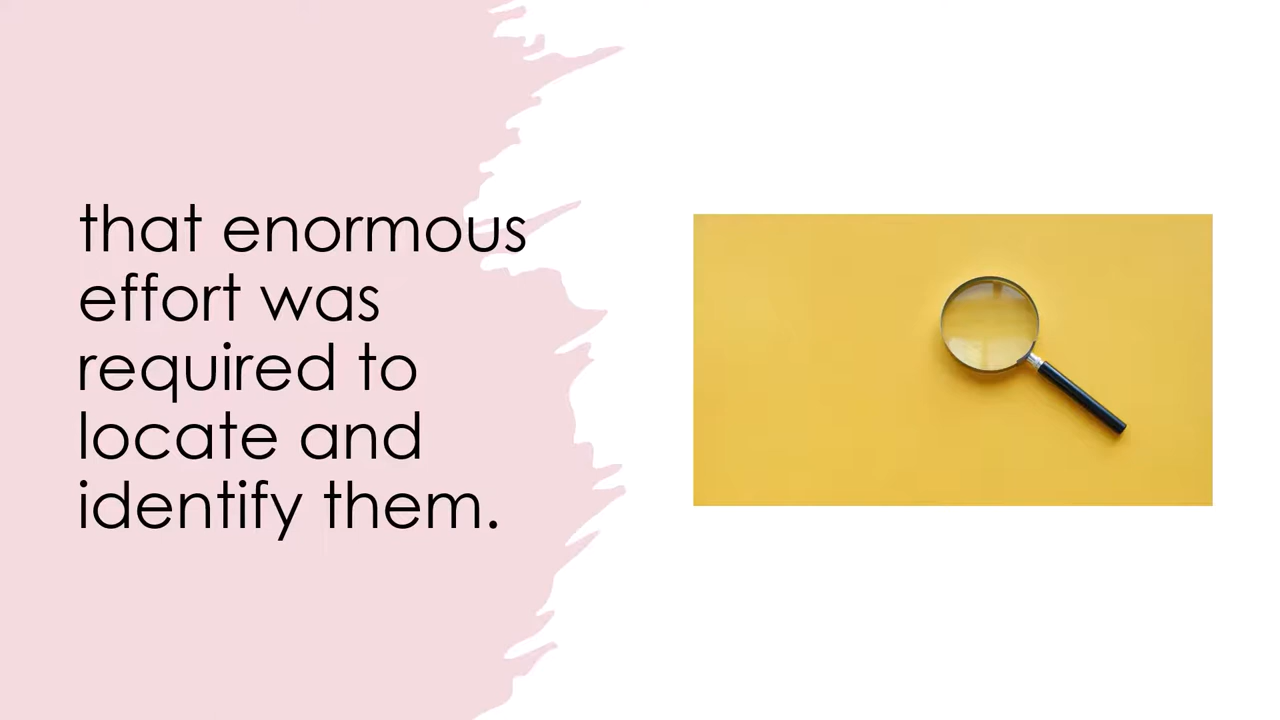 that enormous
effort was
required to
locate and
identify them.